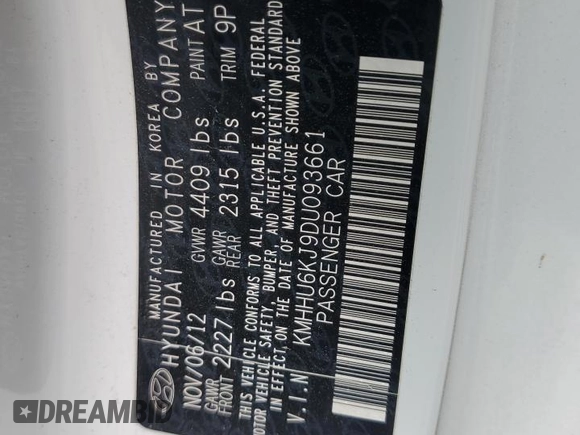 MANUFACTURED IN KOREA BY
HYUNDAI MOTOR COMPANY
NOV/06/12 GVWR 4409 lbs PAINT AT
GAWR FRONT 2227 lbs GAWR REAR 2315 lbs TRIM 9P
THIS VEHICLE CONFORMS TO ALL APPLICABLE U.S.A. FEDERAL
MOTOR VEHICLE SAFETY, BUMPER, AND THEFT PREVENTION STANDARD
IN EFFECT ON THE DATE OF MANUFACTURE SHOWN ABOVE
V.I.N KMHHU6KJ9DU093661
PASSENGER CAR
DREAMBID